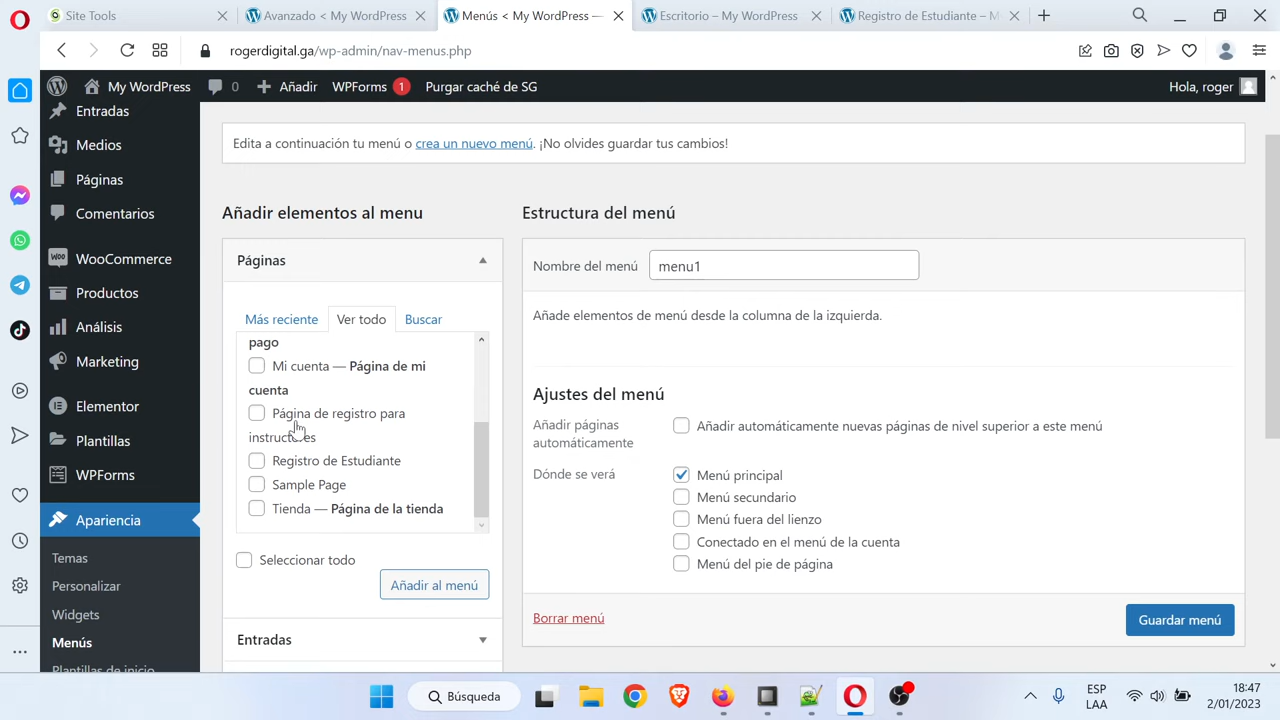 Site Tools
Avanzado < My WordPress
Menús < My WordPress —
Escritorio – My WordPress
Registro de Estudiante – M
rogerdigital.ga/wp-admin/nav-menus.php
My WordPress
0
Añadir
WPForms 1
Purgar caché de SG
Hola, roger
Entradas
Medios
Páginas
Comentarios
WooCommerce
Productos
Análisis
Marketing
Elementor
Plantillas
WPForms
Apariencia
Temas
Personalizar
Widgets
Menús
Plantillas de inicio
Edita a continuación tu menú o crea un nuevo menú. ¡No olvides guardar tus cambios!
Añadir elementos al menu
Páginas
Más reciente
Ver todo
Buscar
pago
Mi cuenta — Página de mi
cuenta
Página de registro para
instructores
Registro de Estudiante
Sample Page
Tienda — Página de la tienda
Seleccionar todo
Añadir al menú
Entradas
Estructura del menú
Nombre del menú
menu1
Añade elementos de menú desde la columna de la izquierda.
Ajustes del menú
Añadir páginas
automáticamente
Añadir automáticamente nuevas páginas de nivel superior a este menú
Dónde se verá
Menú principal
Menú secundario
Menú fuera del lienzo
Conectado en el menú de la cuenta
Menú del pie de página
Borrar menú
Guardar menú
Búsqueda
ESP
LAA
18:47
2/01/2023